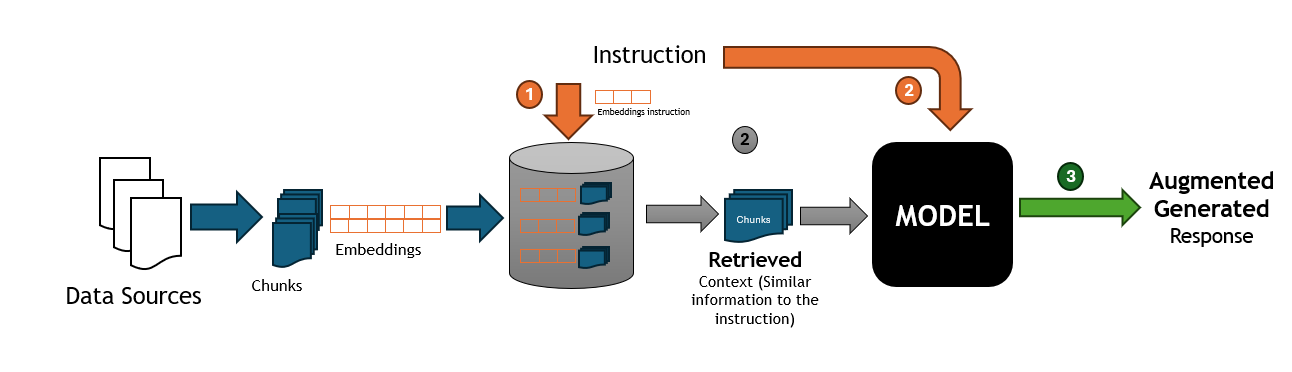 Instruction
1
Embeddings instruction
2
2
Data Sources
Chunks
Embeddings
Chunks
Retrieved
Context (Similar
information to the
instruction)
MODEL
3
Augmented
Generated
Response